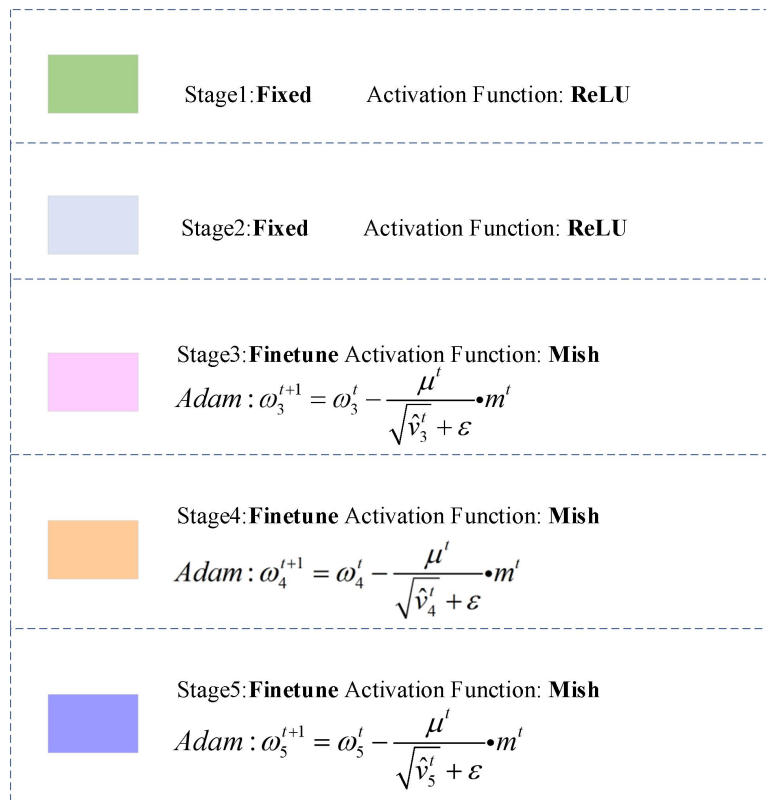 Stage1:Fixed Activation Function: ReLU
Stage2:Fixed Activation Function: ReLU
Stage3:Finetune Activation Function: Mish
Adam : ω₃ᵗ⁺¹ = ω₃ᵗ − μᵗ / (√v̂₃ᵗ + ε) • mᵗ
Stage4:Finetune Activation Function: Mish
Adam : ω₄ᵗ⁺¹ = ω₄ᵗ − μᵗ / (√v̂₄ᵗ + ε) • mᵗ
Stage5:Finetune Activation Function: Mish
Adam : ω₅ᵗ⁺¹ = ω₅ᵗ − μᵗ / (√v̂₅ᵗ + ε) • mᵗ